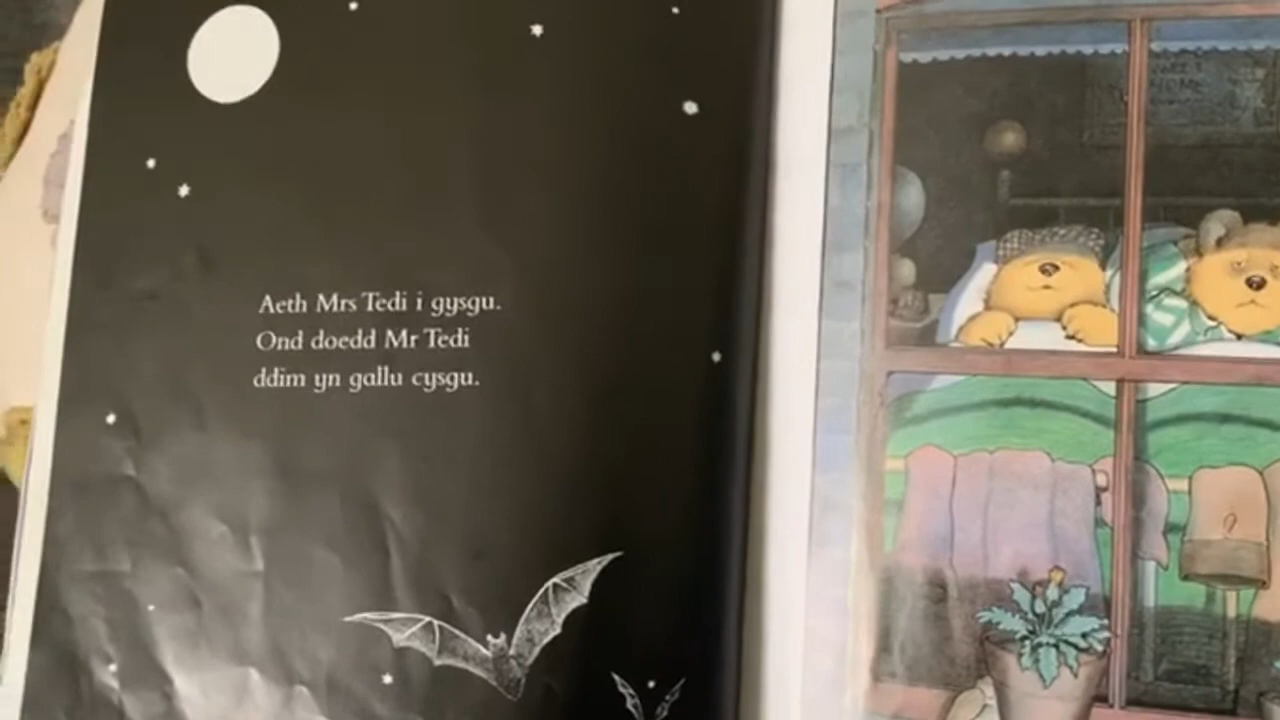 Aeth Mrs Tedi i gysgu.
Ond doedd Mr Tedi
ddim yn gallu cysgu.